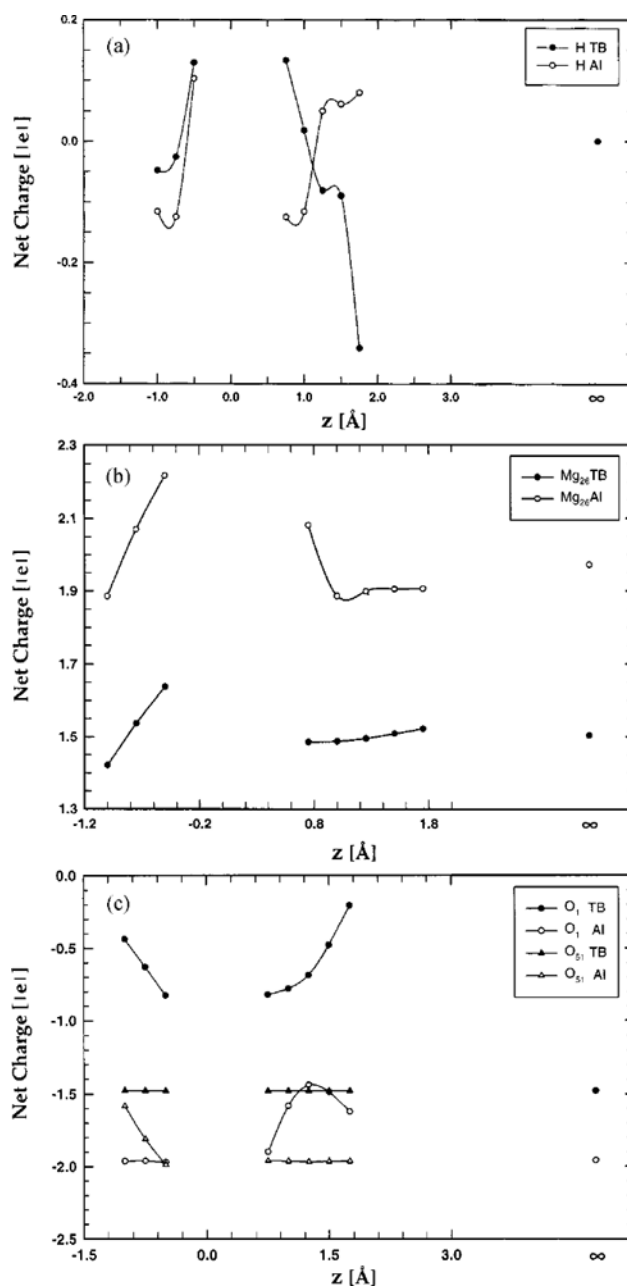 (a)
H TB
H AI
0.2
0.0
-0.2
-0.4
Net Charge [|e|]
-2.0 -1.0 0.0 1.0 2.0 3.0 ∞
z [Å]
(b)
Mg26TB
Mg26AI
2.3
2.1
1.9
1.7
1.5
1.3
Net Charge [|e|]
-1.2 -0.2 0.8 1.8 ∞
z [Å]
(c)
O1 TB
O1 AI
O51 TB
O51 AI
0.0
-0.5
-1.0
-1.5
-2.0
-2.5
Net Charge [|e|]
-1.5 0.0 1.5 3.0 ∞
z [Å]